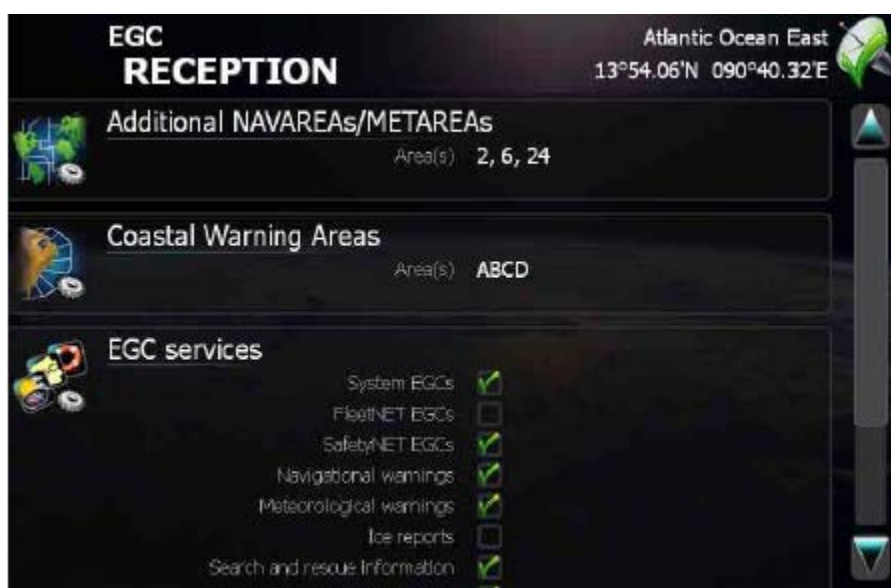 EGC
RECEPTION
Atlantic Ocean East
13°54.06'N 090°40.32'E
Additional NAVAREAs/METAREAs
Area(s) 2, 6, 24
Coastal Warning Areas
Area(s) ABCD
EGC services
System EGCs
FleetNET EGCs
SafetyNET EGCs
Navigational warnings
Meteorological warnings
Ice reports
Search and rescue information